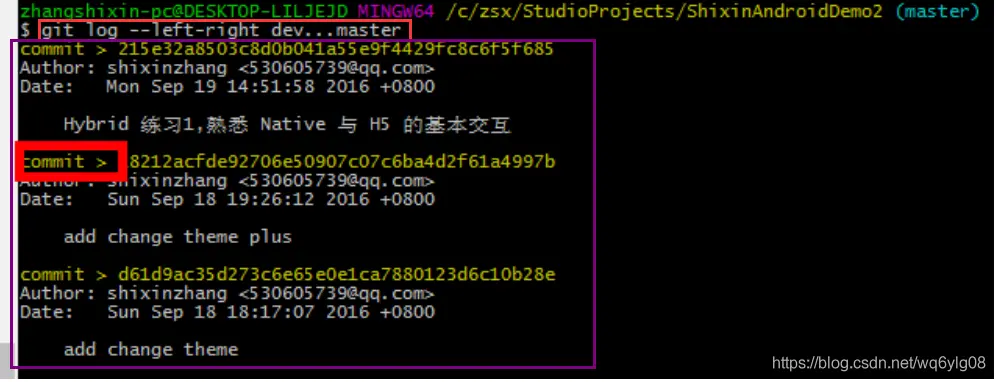 zhangshixin-pc@DESKTOP-LILJEJD MINGW64 /c/zsx/StudioProjects/ShixinAndroidDemo2 (master)
$ git log --left-right dev...master
commit > 215e32a8503c8d0b041a55e9f4429fc8c6f5f685
Author: shixinzhang <530605739@qq.com>
Date: Mon Sep 19 14:51:58 2016 +0800
Hybrid 练习1,熟悉 Native 与 H5 的基本交互
commit > 8212acfde92706e50907c07c6ba4d2f61a4997b
Author: shixinzhang <530605739@qq.com>
Date: Sun Sep 18 19:26:12 2016 +0800
add change theme plus
commit > d61d9ac35d273c6e65e0e1ca7880123d6c10b28e
Author: shixinzhang <530605739@qq.com>
Date: Sun Sep 18 18:17:07 2016 +0800
add change theme
https://blog.csdn.net/wq6ylg08